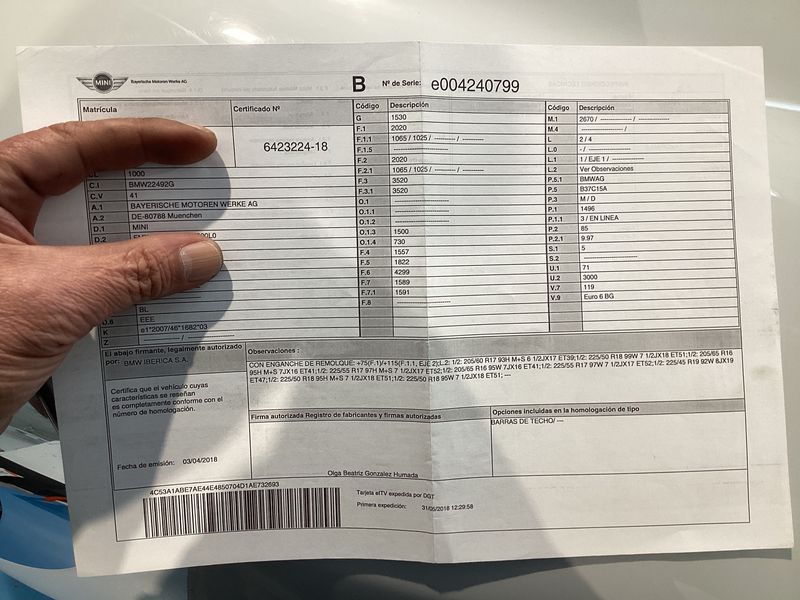 MINI
Bayerische Motoren Werke AG
B Nº de Serie: e004240799
Matrícula
Certificado Nº
6423224-18
1000
C.I BMW22492G
C.V 41
A.1 BAYERISCHE MOTOREN WERKE AG
A.2 DE-80788 Muenchen
D.1 MINI
D.2
BL
EEE
K e1*2007/46*1682*03
Z ---------- / ----------
Código Descripción
G 1530
F.1 2020
F.1.1 1065 / 1025 / ---------- / ----------
F.1.5 --------------------
F.2 2020
F.2.1 1065 / 1025 / ---------- / ----------
F.3 3520
F.3.1 3520
O.1 --------------------
O.1.1 --------------------
O.1.2 --------------------
O.1.3 1500
O.1.4 730
F.4 1557
F.5 1822
F.6 4299
F.7 1589
F.7.1 1591
F.8 --------------------
Código Descripción
M.1 2670 / ---------- / ----------
M.4 --------------- /
L 2 / 4
L.0 - / --------------------
L.1 1 / EJE 1 / ---------------
L.2 Ver Observaciones
P.5.1 BMWAG
P.5 B37C15A
P.3 M / D
P.1 1496
P.1.1 3 / EN LINEA
P.2 85
P.2.1 9.97
S.1 5
S.2 --------------------
U.1 71
U.2 3000
V.7 119
V.9 Euro 6 BG
El abajo firmante, legalmente autorizado
por: BMW IBERICA S.A.
Certifica que el vehículo cuyas
características se reseñan
es completamente conforme con el
número de homologación.
Fecha de emisión: 03/04/2018
Observaciones :
CON ENGANCHE DE REMOLQUE: +75(F.1)/+115(F.1.1, EJE 2);L.2: 1/2: 205/60 R17 93H M+S 6 1/2JX17 ET39;1/2: 225/50 R18 99W 7 1/2JX18 ET51;1/2: 205/65 R16
95H M+S 7JX16 ET41;1/2: 225/55 R17 97H M+S 7 1/2JX17 ET52;1/2: 205/65 R16 95W 7JX16 ET41;1/2: 225/55 R17 97W 7 1/2JX17 ET52;1/2: 225/45 R19 92W 8JX19
ET47;1/2: 225/50 R18 95H M+S 7 1/2JX18 ET51;1/2: 225/50 R18 95W 7 1/2JX18 ET51; ---
Firma autorizada Registro de fabricantes y firmas autorizadas
Olga Beatriz Gonzalez Humada
Opciones incluidas en la homologación de tipo
BARRAS DE TECHO/ ---
4C53A1ABE7AE44E4850704D1AE732693
Tarjeta eITV expedida por DGT
Primera expedición: 31/05/2018 12:29:58